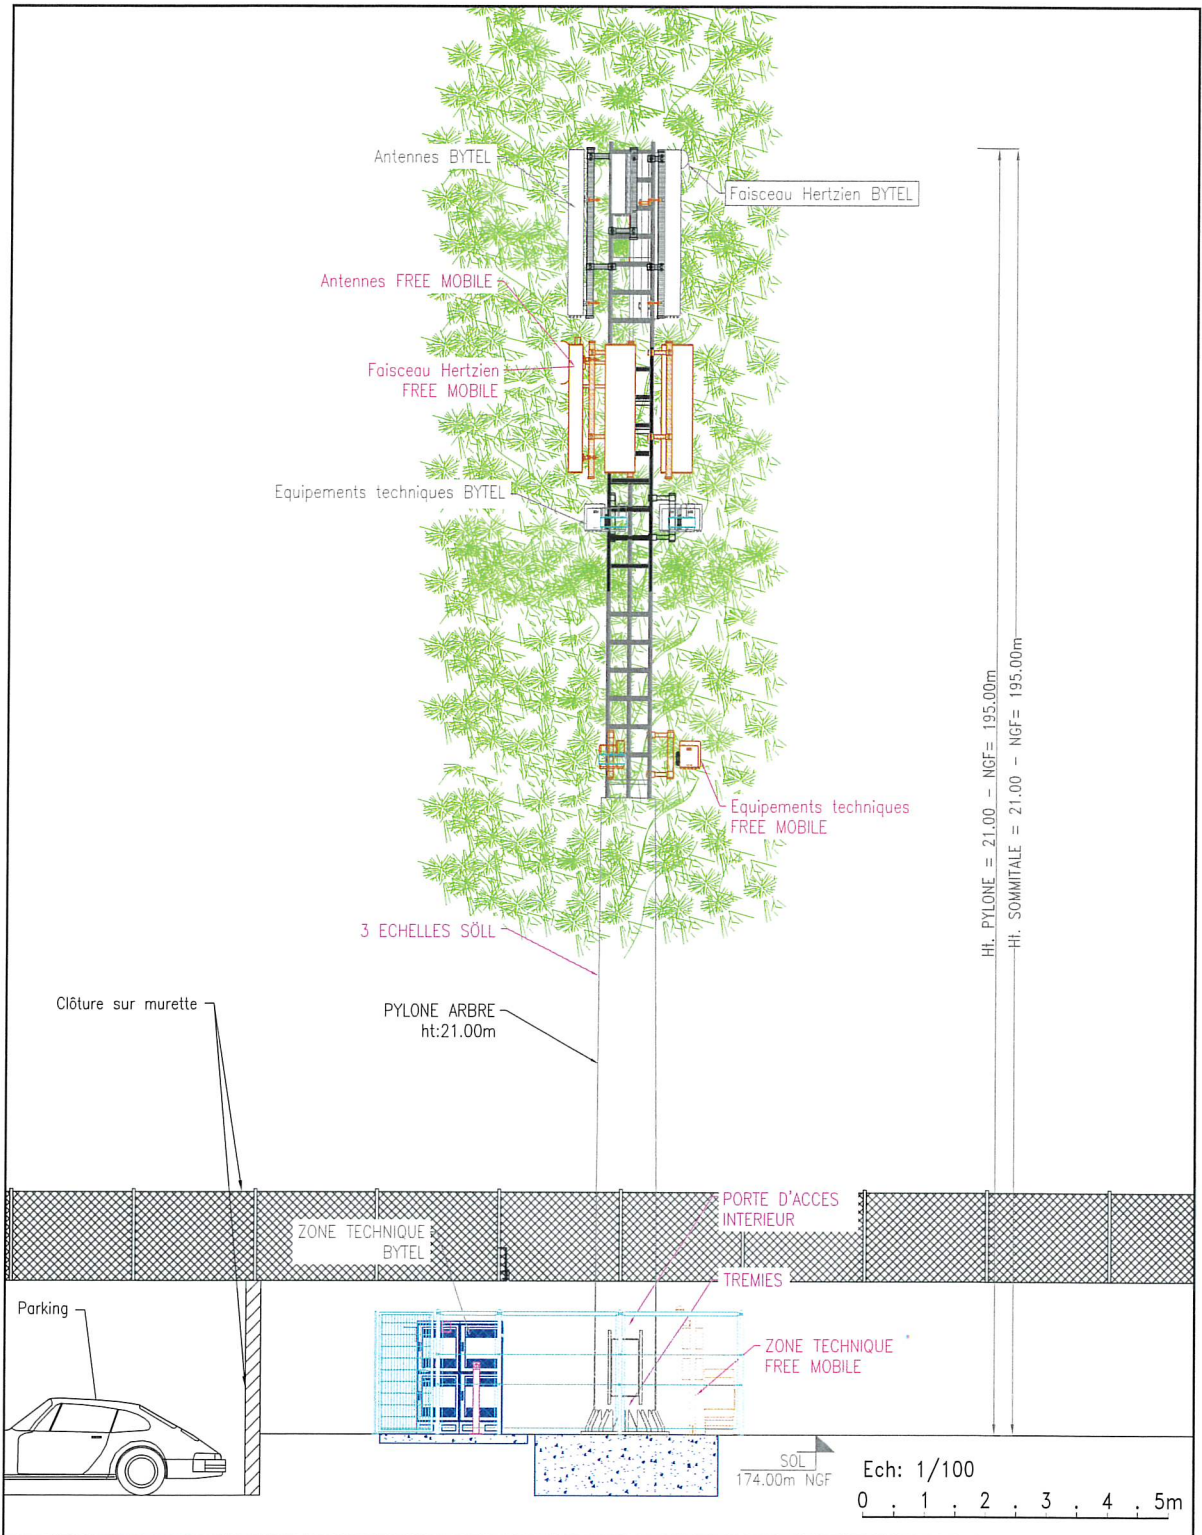 Antennes BYTEL
Faisceau Hertzien BYTEL
Antennes FREE MOBILE
Faisceau Hertzien
FREE MOBILE
Equipements techniques BYTEL
Ht. PYLONE = 21.00 - NGF= 195.00m
Ht. SOMMITALE = 21.00 - NGF= 195.00m
Equipements techniques
FREE MOBILE
3 ECHELLES SÖLL
Clôture sur murette
PYLONE ARBRE
ht:21.00m
PORTE D'ACCES
INTERIEUR
ZONE TECHNIQUE
BYTEL
TREMIES
Parking
ZONE TECHNIQUE
FREE MOBILE
SOL
174.00m NGF
Ech: 1/100
0 . 1 . 2 . 3 . 4 . 5m